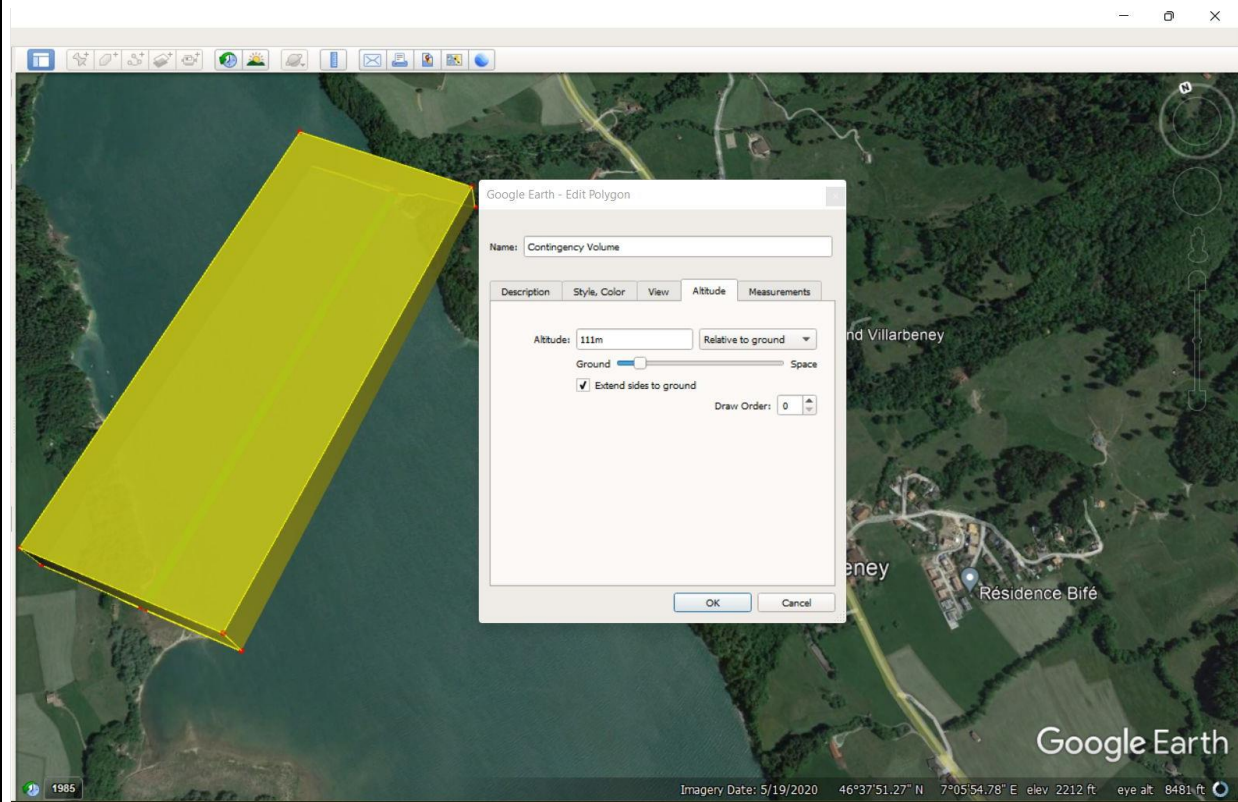 Google Earth - Edit Polygon
Name: Contingency Volume
Description Style, Color View Altitude Measurements
Altitude: 111m Relative to ground
Ground Space
Extend sides to ground
Draw Order: 0
OK Cancel
N
nd Villarbeney
eney
Résidence Bifé
Google Earth
1985
Imagery Date: 5/19/2020 46°37'51.27" N 7°05'54.78" E elev 2212 ft eye alt 8481 ft